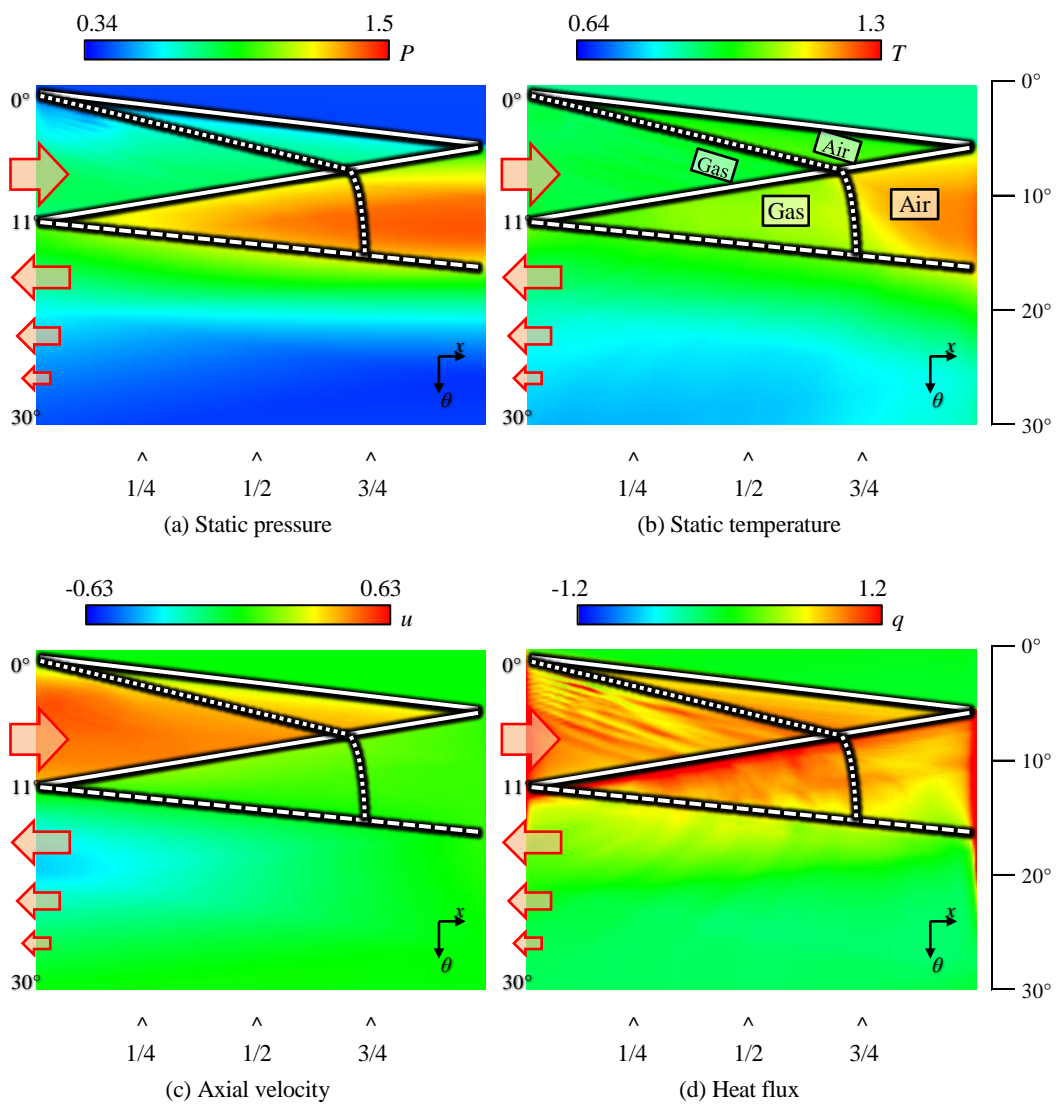 0.34 1.5 P
0.64 1.3 T
0°
11°
30°
x
θ
^ ^ ^
1/4 1/2 3/4
(a) Static pressure
0°
11°
30°
Air
Gas
Gas
Air
x
θ
0°
10°
20°
30°
^ ^ ^
1/4 1/2 3/4
(b) Static temperature
-0.63 0.63 u
-1.2 1.2 q
0°
11°
30°
x
θ
^ ^ ^
1/4 1/2 3/4
(c) Axial velocity
0°
11°
30°
x
θ
0°
10°
20°
30°
^ ^ ^
1/4 1/2 3/4
(d) Heat flux